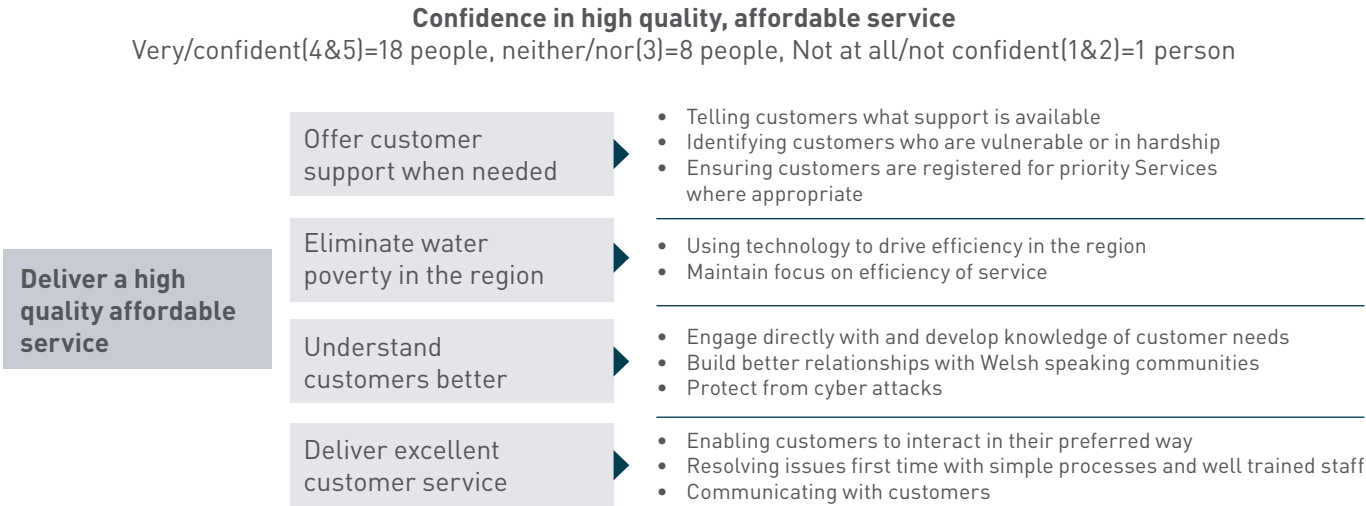 Confidence in high quality, affordable service
Very/confident(4&5)=18 people, neither/nor(3)=8 people, Not at all/not confident(1&2)=1 person
Deliver a high
quality affordable
service
Offer customer
support when needed
• Telling customers what support is available
• Identifying customers who are vulnerable or in hardship
• Ensuring customers are registered for priority Services
where appropriate
Eliminate water
poverty in the region
• Using technology to drive efficiency in the region
• Maintain focus on efficiency of service
Understand
customers better
• Engage directly with and develop knowledge of customer needs
• Build better relationships with Welsh speaking communities
• Protect from cyber attacks
Deliver excellent
customer service
• Enabling customers to interact in their preferred way
• Resolving issues first time with simple processes and well trained staff
• Communicating with customers